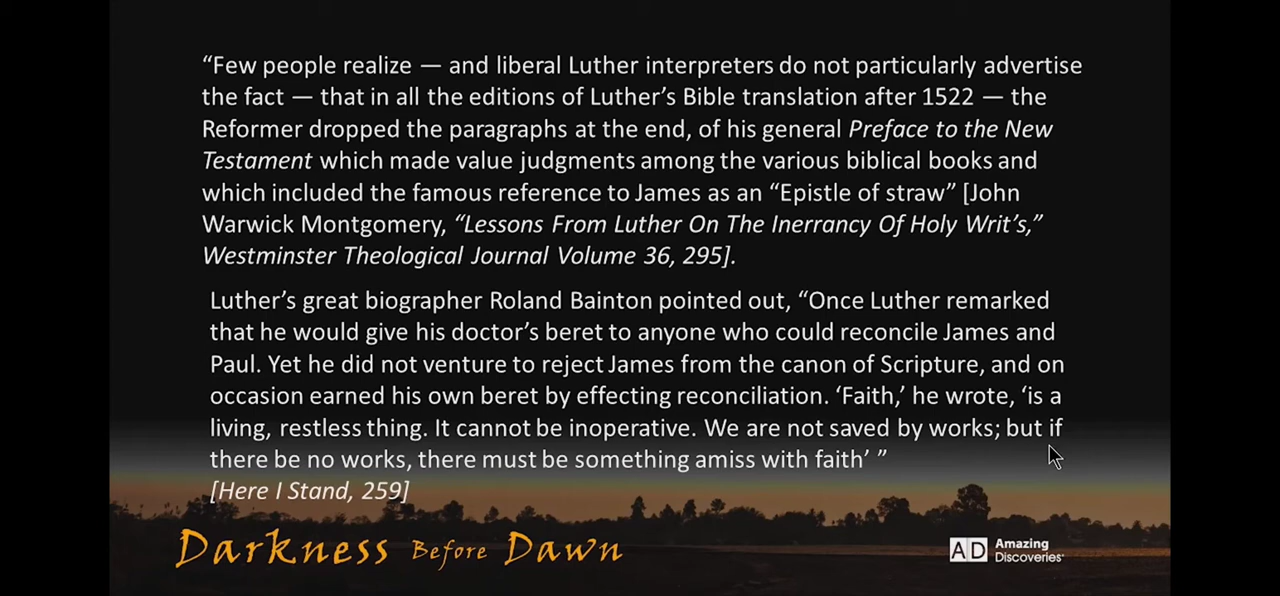 “Few people realize — and liberal Luther interpreters do not particularly advertise
the fact — that in all the editions of Luther’s Bible translation after 1522 — the
Reformer dropped the paragraphs at the end, of his general Preface to the New
Testament which made value judgments among the various biblical books and
which included the famous reference to James as an “Epistle of straw” [John
Warwick Montgomery, “Lessons From Luther On The Inerrancy Of Holy Writ’s,”
Westminster Theological Journal Volume 36, 295].
Luther’s great biographer Roland Bainton pointed out, “Once Luther remarked
that he would give his doctor’s beret to anyone who could reconcile James and
Paul. Yet he did not venture to reject James from the canon of Scripture, and on
occasion earned his own beret by effecting reconciliation. ‘Faith,’ he wrote, ‘is a
living, restless thing. It cannot be inoperative. We are not saved by works; but if
there be no works, there must be something amiss with faith’ ”
[Here I Stand, 259]
Darkness Before Dawn
AD Amazing
Discoveries